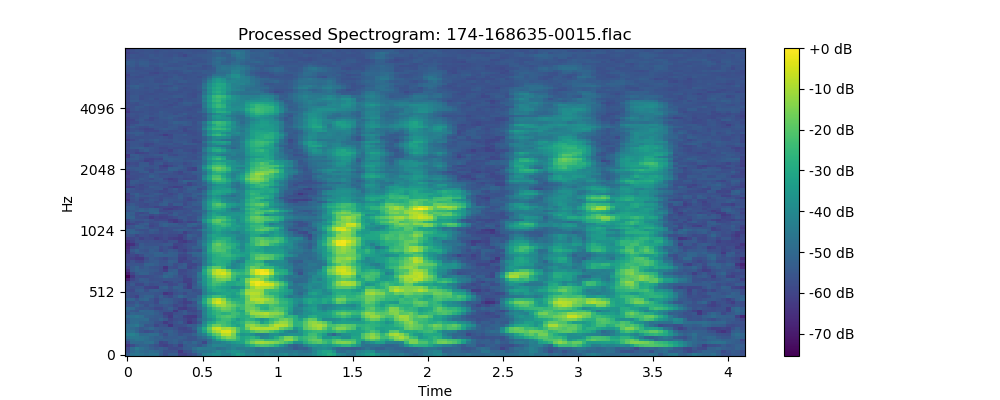 Processed Spectrogram: 174-168635-0015.flac
Hz
4096
2048
1024
512
0
0
0.5
1
1.5
2
2.5
3
3.5
4
Time
+0 dB
-10 dB
-20 dB
-30 dB
-40 dB
-50 dB
-60 dB
-70 dB